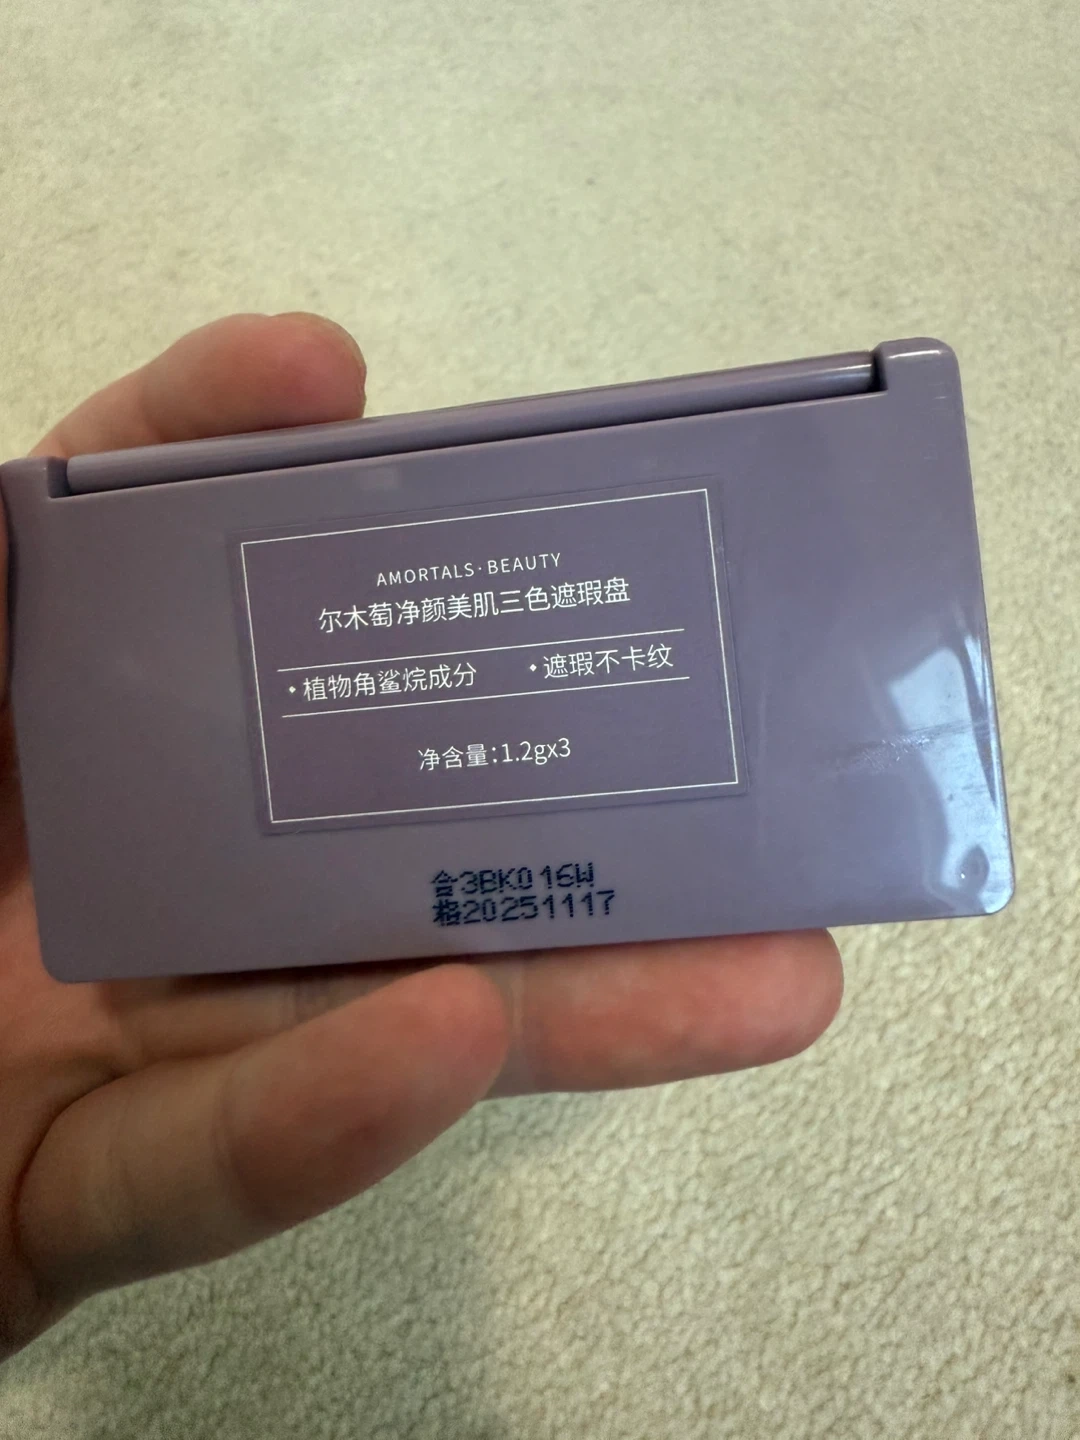 AMORTALS·BEAUTY
尔木萄净颜美肌三色遮瑕盘
•植物角鲨烷成分 •遮瑕不卡纹
净含量:1.2gx3
合3BK016W
格20251117